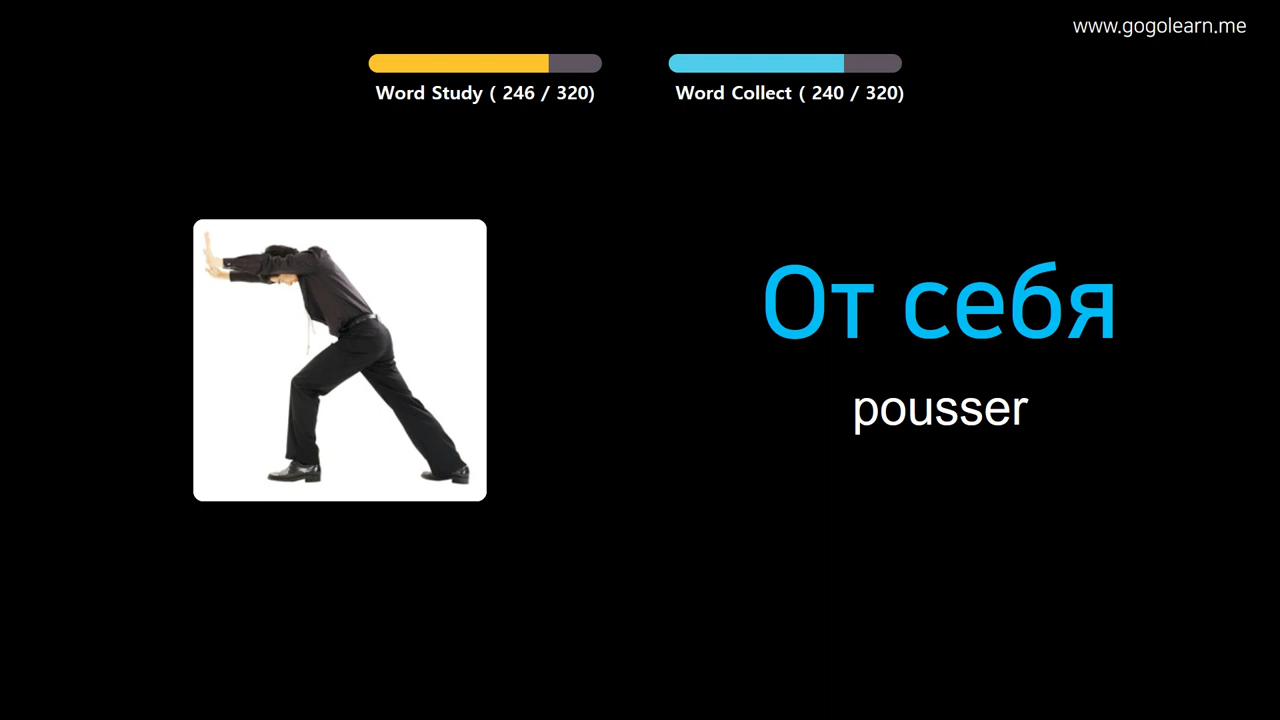 www.gogolearn.me
Word Study ( 246 / 320)
Word Collect ( 240 / 320)
От себя
pousser